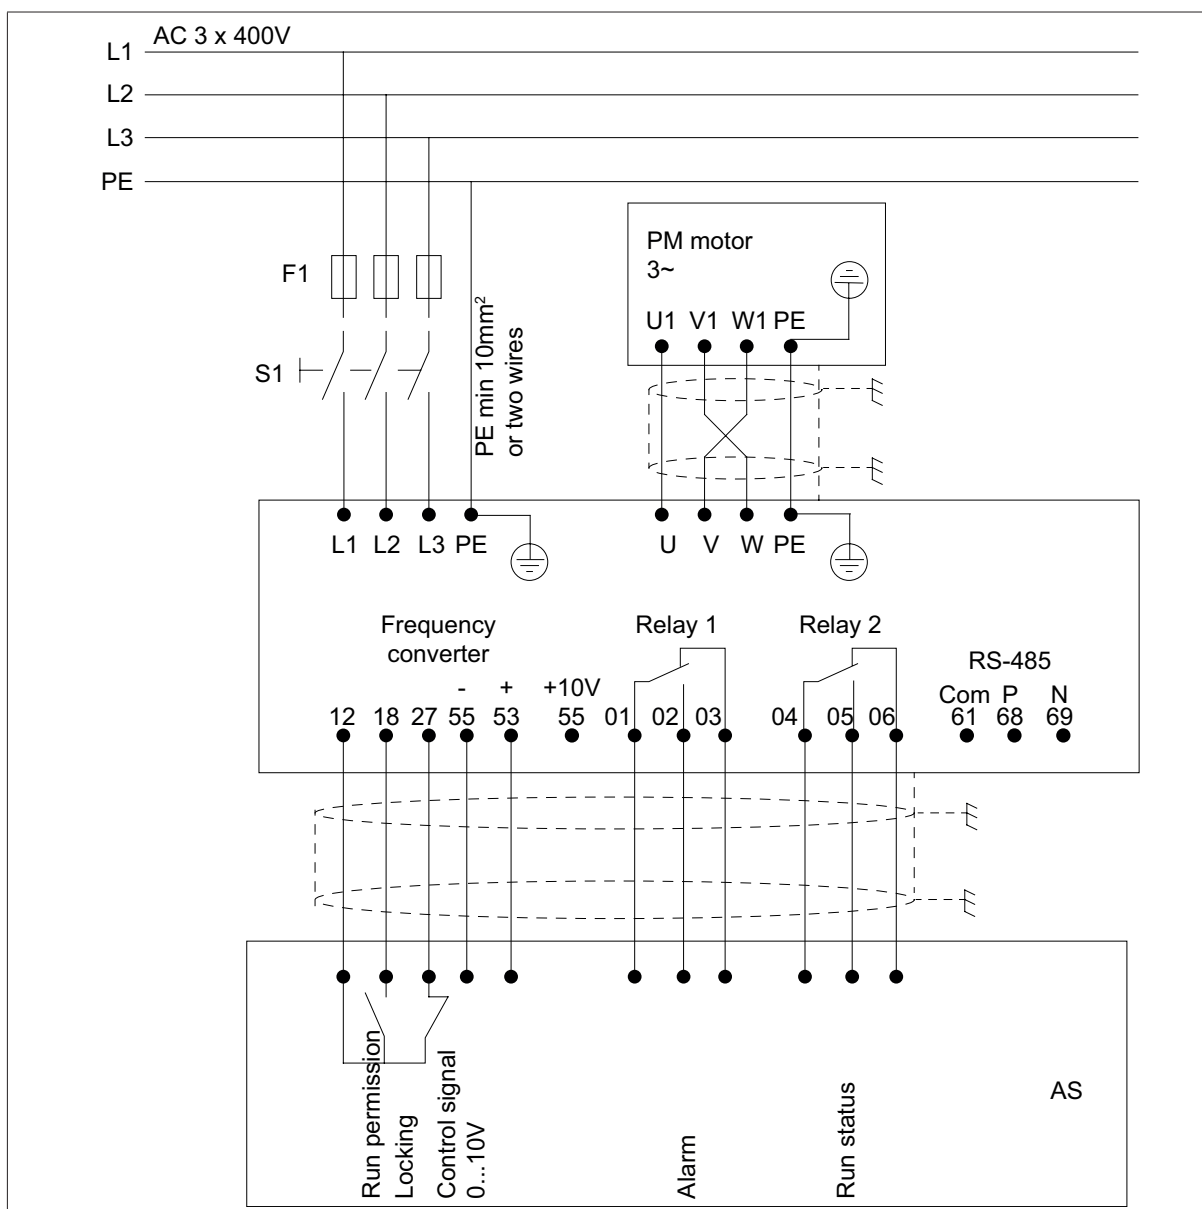 AC 3 x 400V
L1
L2
L3
PE
F1
S1
PE min 10mm²
or two wires
PM motor
3~
U1 V1 W1 PE
L1 L2 L3 PE
U V W PE
Frequency
converter
Relay 1
Relay 2
RS-485
- + +10V
Com P N
12 18 27 55 53 55 01 02 03 04 05 06 61 68 69
Run permission
Locking
Control signal
0...10V
Alarm
Run status
AS